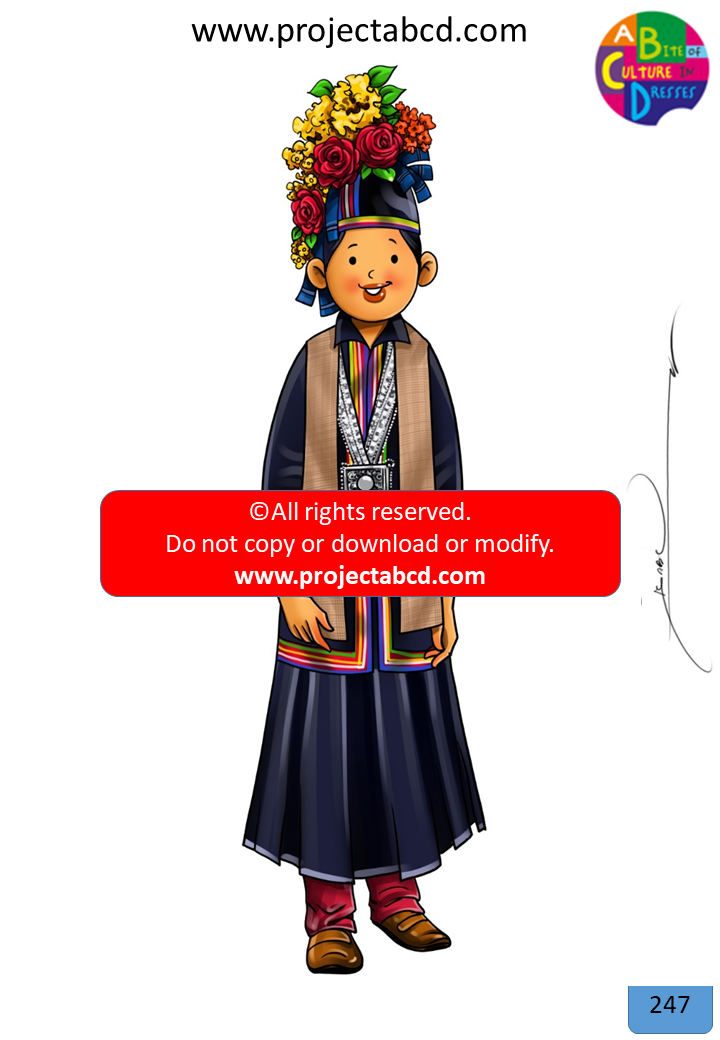 www.projectabcd.com
A BITE OF
CULTURE IN
DRESSES
©All rights reserved.
Do not copy or download or modify.
www.projectabcd.com
247